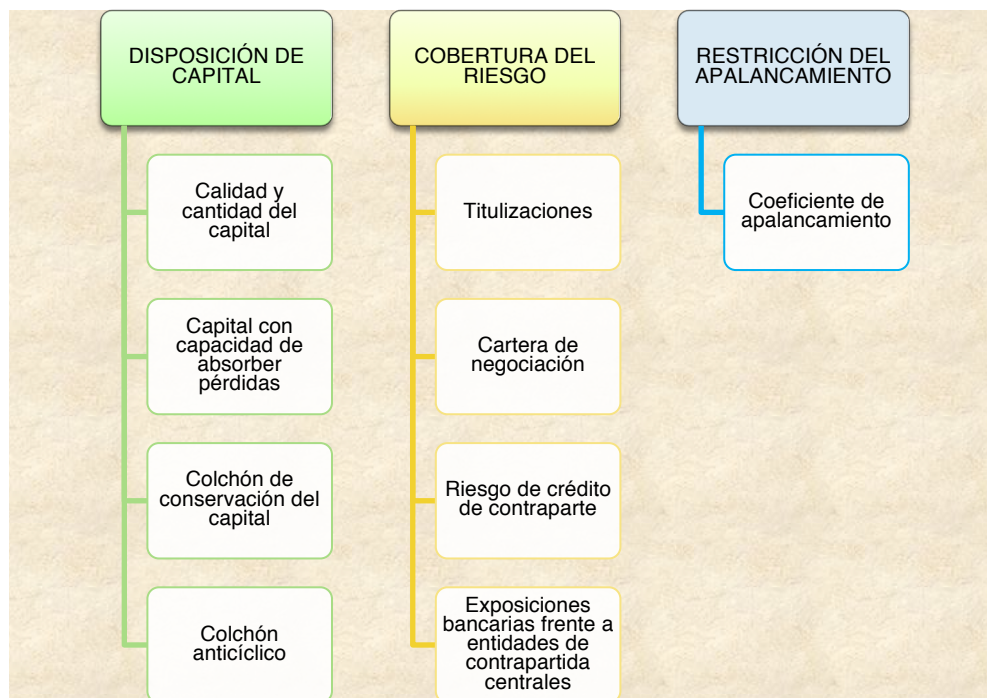 DISPOSICIÓN DE
CAPITAL
Calidad y
cantidad del
capital
Capital con
capacidad de
absorber
pérdidas
Colchón de
conservación del
capital
Colchón
anticíclico
COBERTURA DEL
RIESGO
Titulizaciones
Cartera de
negociación
Riesgo de crédito
de contraparte
Exposiciones
bancarias frente a
entidades de
contrapartida
centrales
RESTRICCIÓN DEL
APALANCAMIENTO
Coeficiente de
apalancamiento